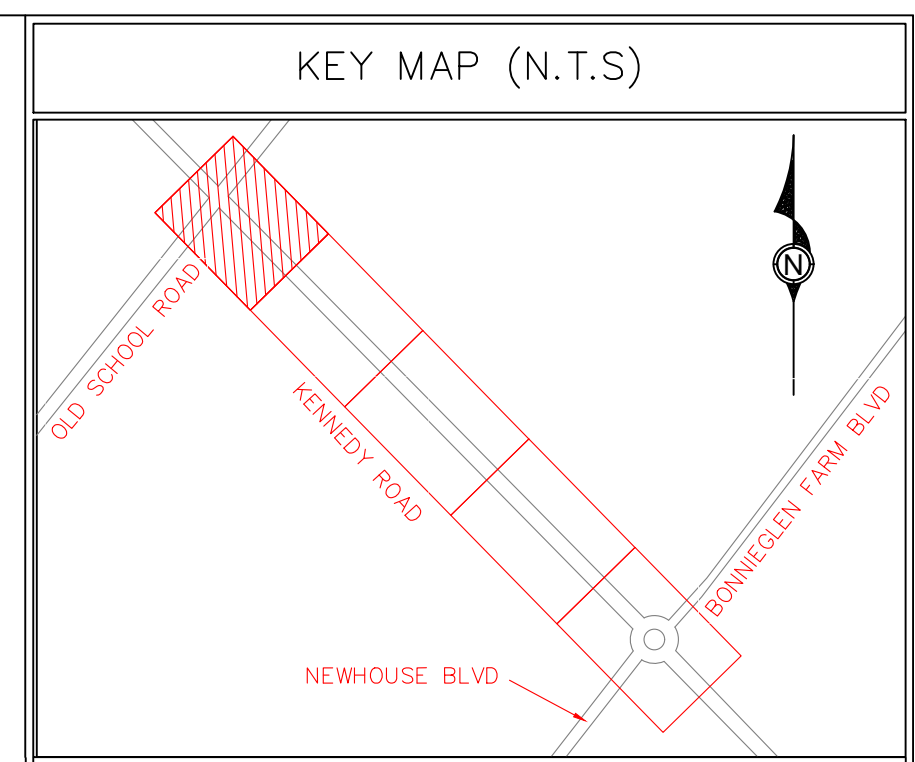 KEY MAP (N.T.S)
N
OLD SCHOOL ROAD
KENNEDY ROAD
BONNIEGLEN FARM BLVD
NEWHOUSE BLVD